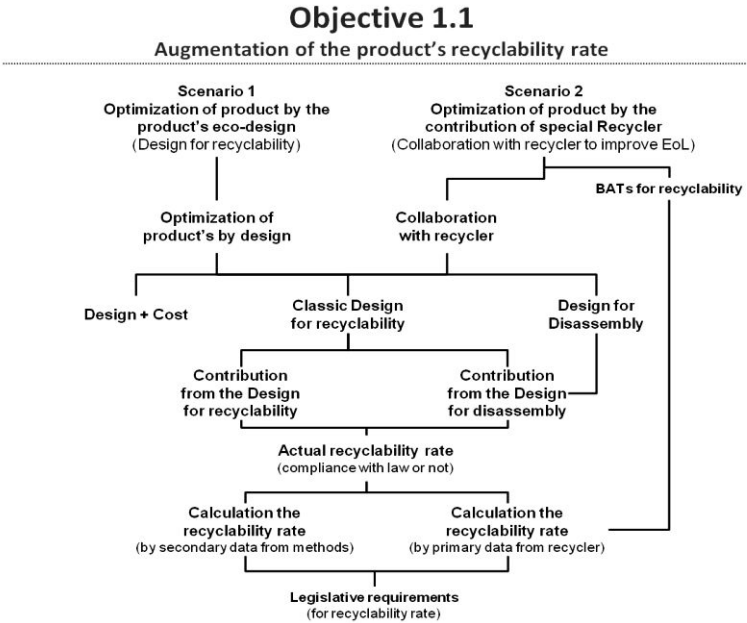 Objective 1.1
Augmentation of the product's recyclability rate
Scenario 1
Optimization of product by the
product's eco-design
(Design for recyclability)
Scenario 2
Optimization of product by the
contribution of special Recycler
(Collaboration with recycler to improve EoL)
BATs for recyclability
Optimization of
product's by design
Collaboration
with recycler
Design + Cost
Classic Design
for recyclability
Design for
Disassembly
Contribution
from the Design
for recyclability
Contribution
from the Design
for disassembly
Actual recyclability rate
(compliance with law or not)
Calculation the
recyclability rate
(by secondary data from methods)
Calculation the
recyclability rate
(by primary data from recycler)
Legislative requirements
(for recyclability rate)